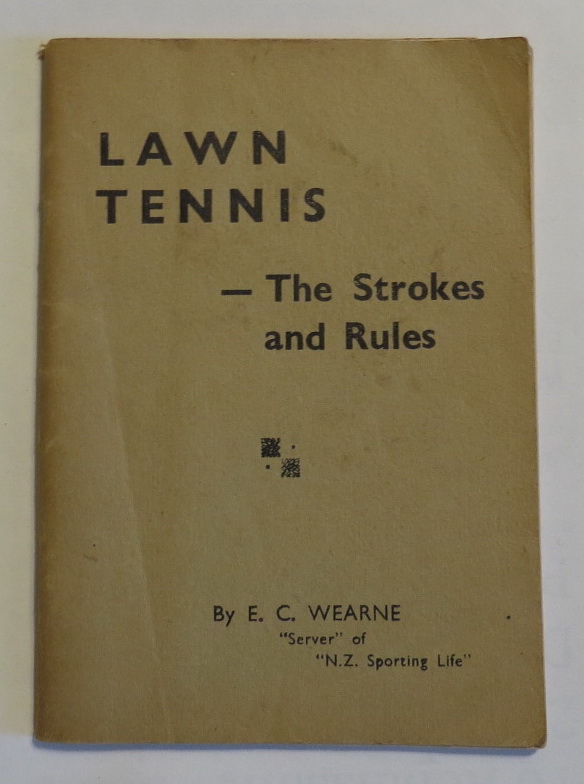 LAWN
TENNIS
— The Strokes
and Rules
By E. C. WEARNE
"Server" of
"N.Z. Sporting Life"